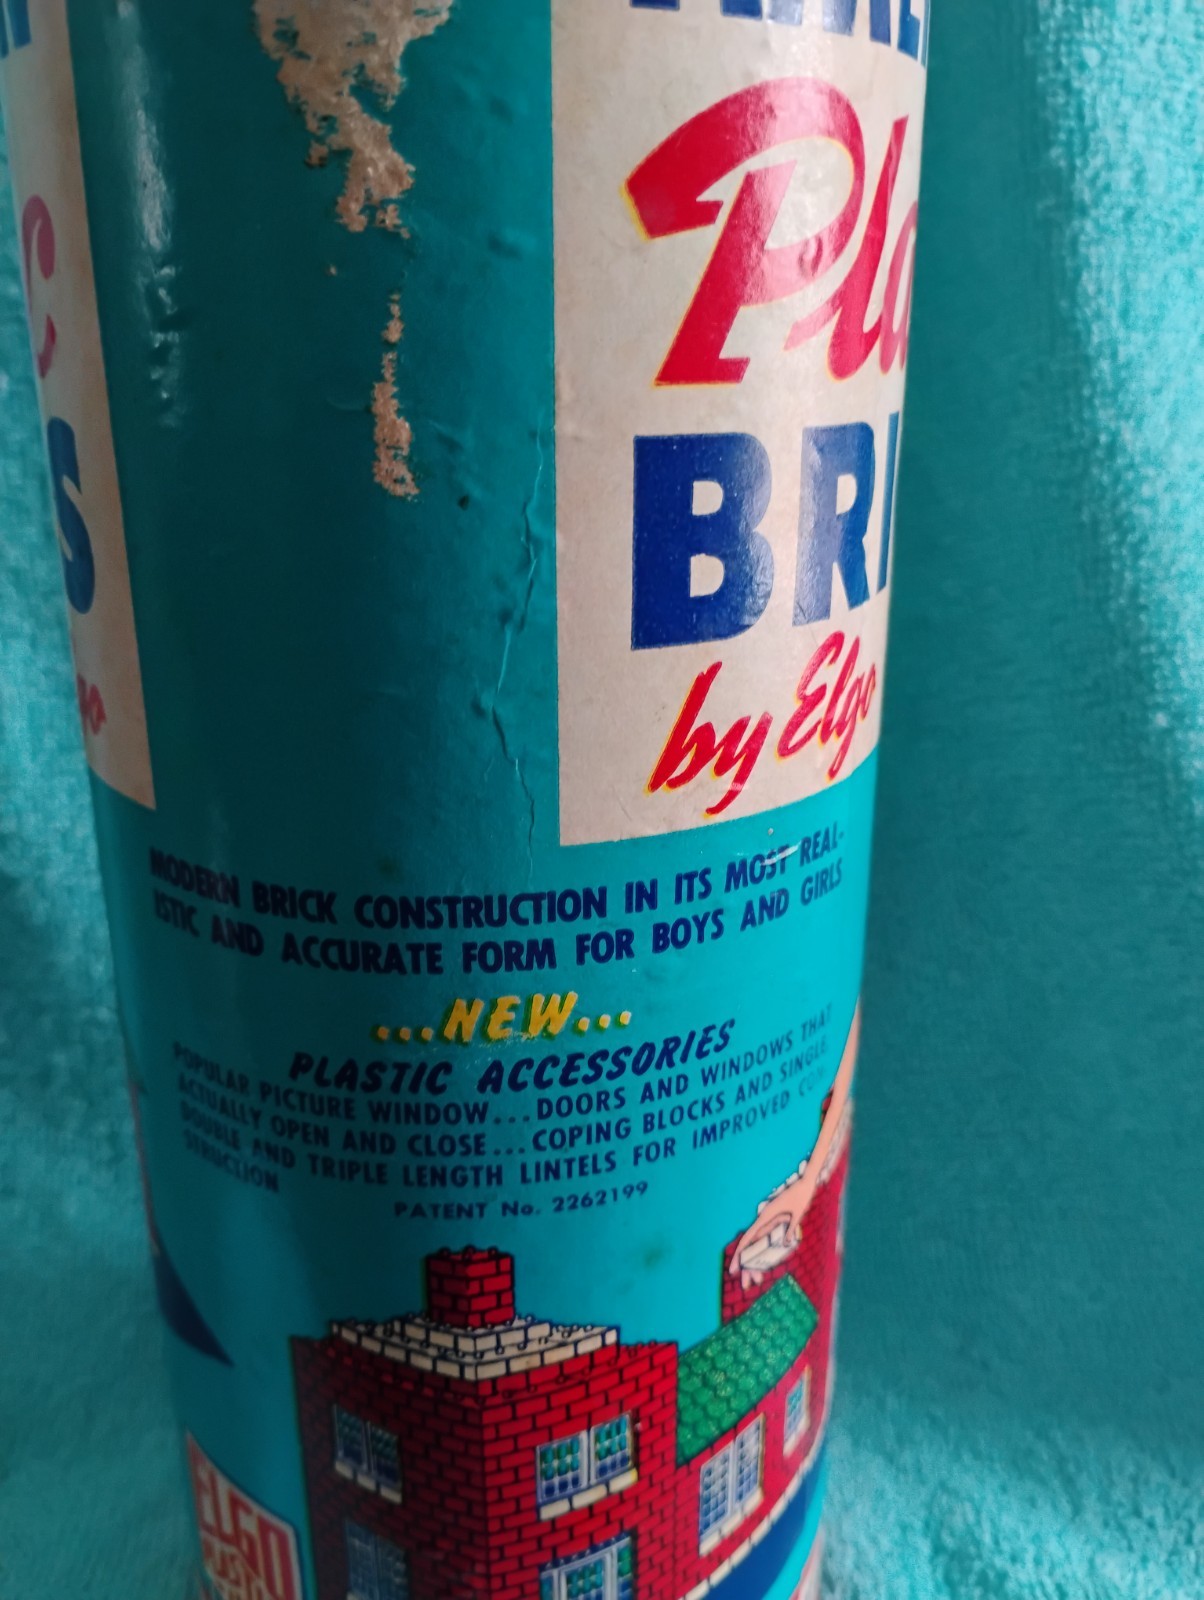 Pla
BRI
by Elgo
MODERN BRICK CONSTRUCTION IN ITS MOST REAL-
ISTIC AND ACCURATE FORM FOR BOYS AND GIRLS
...NEW...
PLASTIC ACCESSORIES
POPULAR PICTURE WINDOW...DOORS AND WINDOWS THAT
ACTUALLY OPEN AND CLOSE...COPING BLOCKS AND SINGLE,
DOUBLE AND TRIPLE LENGTH LINTELS FOR IMPROVED CON-
STRUCTION
PATENT No. 2262199
ELGO